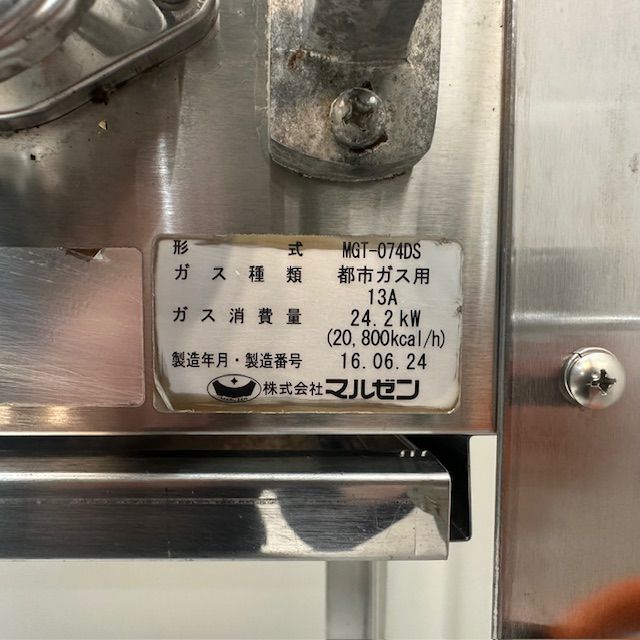 形式 MGT-074DS
ガス種類 都市ガス用
13A
ガス消費量 24.2kW
(20,800kcal/h)
製造年月・製造番号 16.06.24
株式会社マルゼン